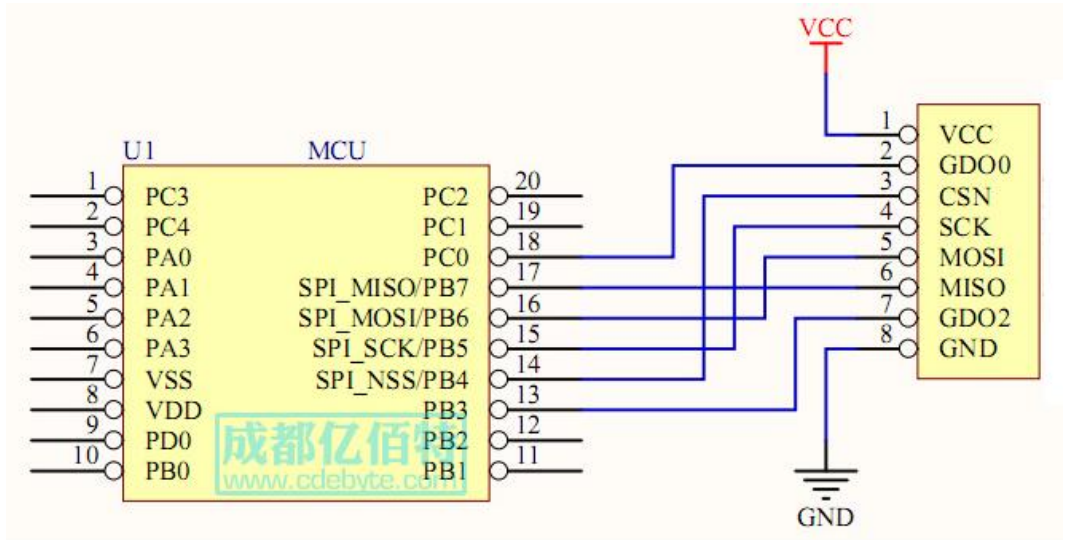 VCC
U1 MCU
1 PC3
2 PC4
3 PA0
4 PA1
5 PA2
6 PA3
7 VSS
8 VDD
9 PD0
10 PB0
PC2 20
PC1 19
PC0 18
SPI_MISO/PB7 17
SPI_MOSI/PB6 16
SPI_SCK/PB5 15
SPI_NSS/PB4 14
PB3 13
PB2 12
PB1 11
成都亿佰特
www.cdebyte.com
1 VCC
2 GDO0
3 CSN
4 SCK
5 MOSI
6 MISO
7 GDO2
8 GND
GND